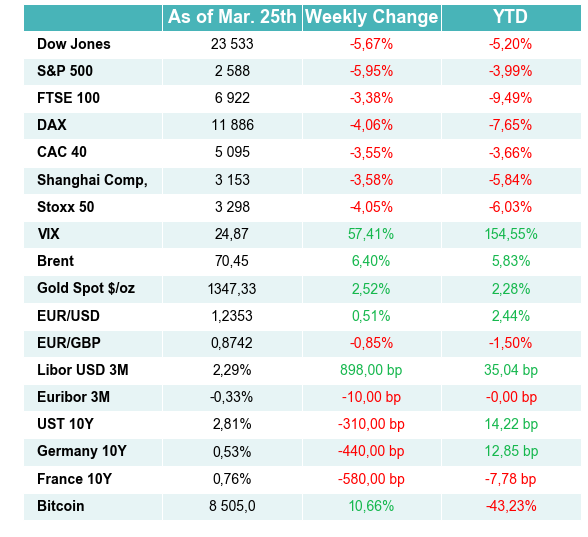 As of Mar. 25th Weekly Change YTD
Dow Jones 23 533 -5,67% -5,20%
S&P 500 2 588 -5,95% -3,99%
FTSE 100 6 922 -3,38% -9,49%
DAX 11 886 -4,06% -7,65%
CAC 40 5 095 -3,55% -3,66%
Shanghai Comp, 3 153 -3,58% -5,84%
Stoxx 50 3 298 -4,05% -6,03%
VIX 24,87 57,41% 154,55%
Brent 70,45 6,40% 5,83%
Gold Spot $/oz 1347,33 2,52% 2,28%
EUR/USD 1,2353 0,51% 2,44%
EUR/GBP 0,8742 -0,85% -1,50%
Libor USD 3M 2,29% 898,00 bp 35,04 bp
Euribor 3M -0,33% -10,00 bp -0,00 bp
UST 10Y 2,81% -310,00 bp 14,22 bp
Germany 10Y 0,53% -440,00 bp 12,85 bp
France 10Y 0,76% -580,00 bp -7,78 bp
Bitcoin 8 505,0 10,66% -43,23%